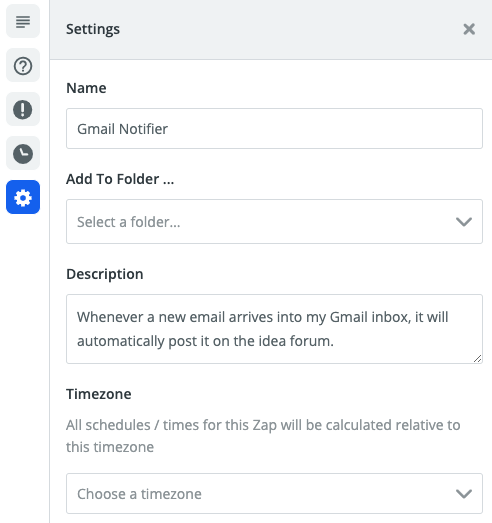 Settings
Name
Gmail Notifier
Add To Folder ...
Select a folder...
Description
Whenever a new email arrives into my Gmail inbox, it will
automatically post it on the idea forum.
Timezone
All schedules / times for this Zap will be calculated relative to
this timezone
Choose a timezone